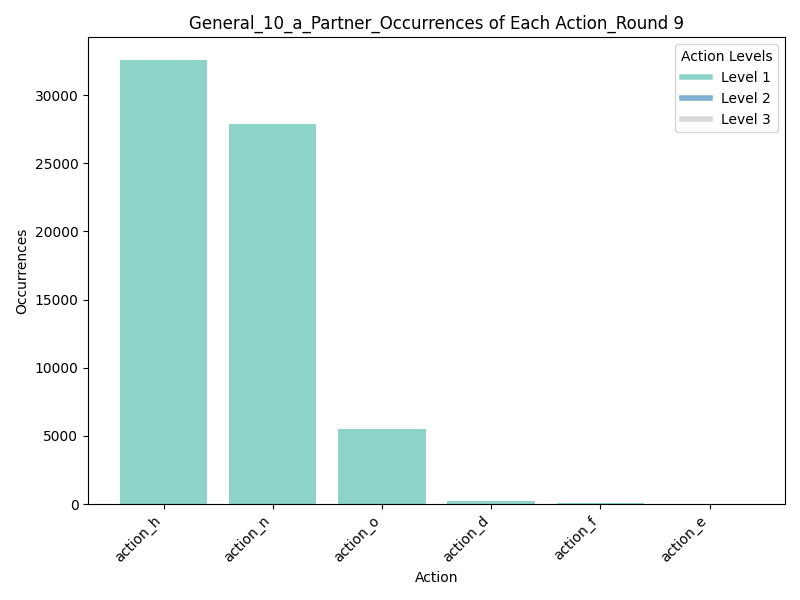 General_10_a_Partner_Occurrences of Each Action_Round 9
Action Levels
Level 1
Level 2
Level 3
Occurrences
30000
25000
20000
15000
10000
5000
0
action_h
action_n
action_o
action_d
action_f
action_e
Action